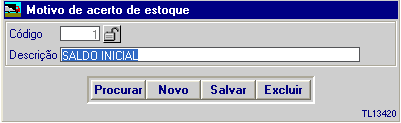 Motivo de acerto de estoque
Código 1
Descrição SALDO INICIAL
Procurar Novo Salvar Excluir
TL13420